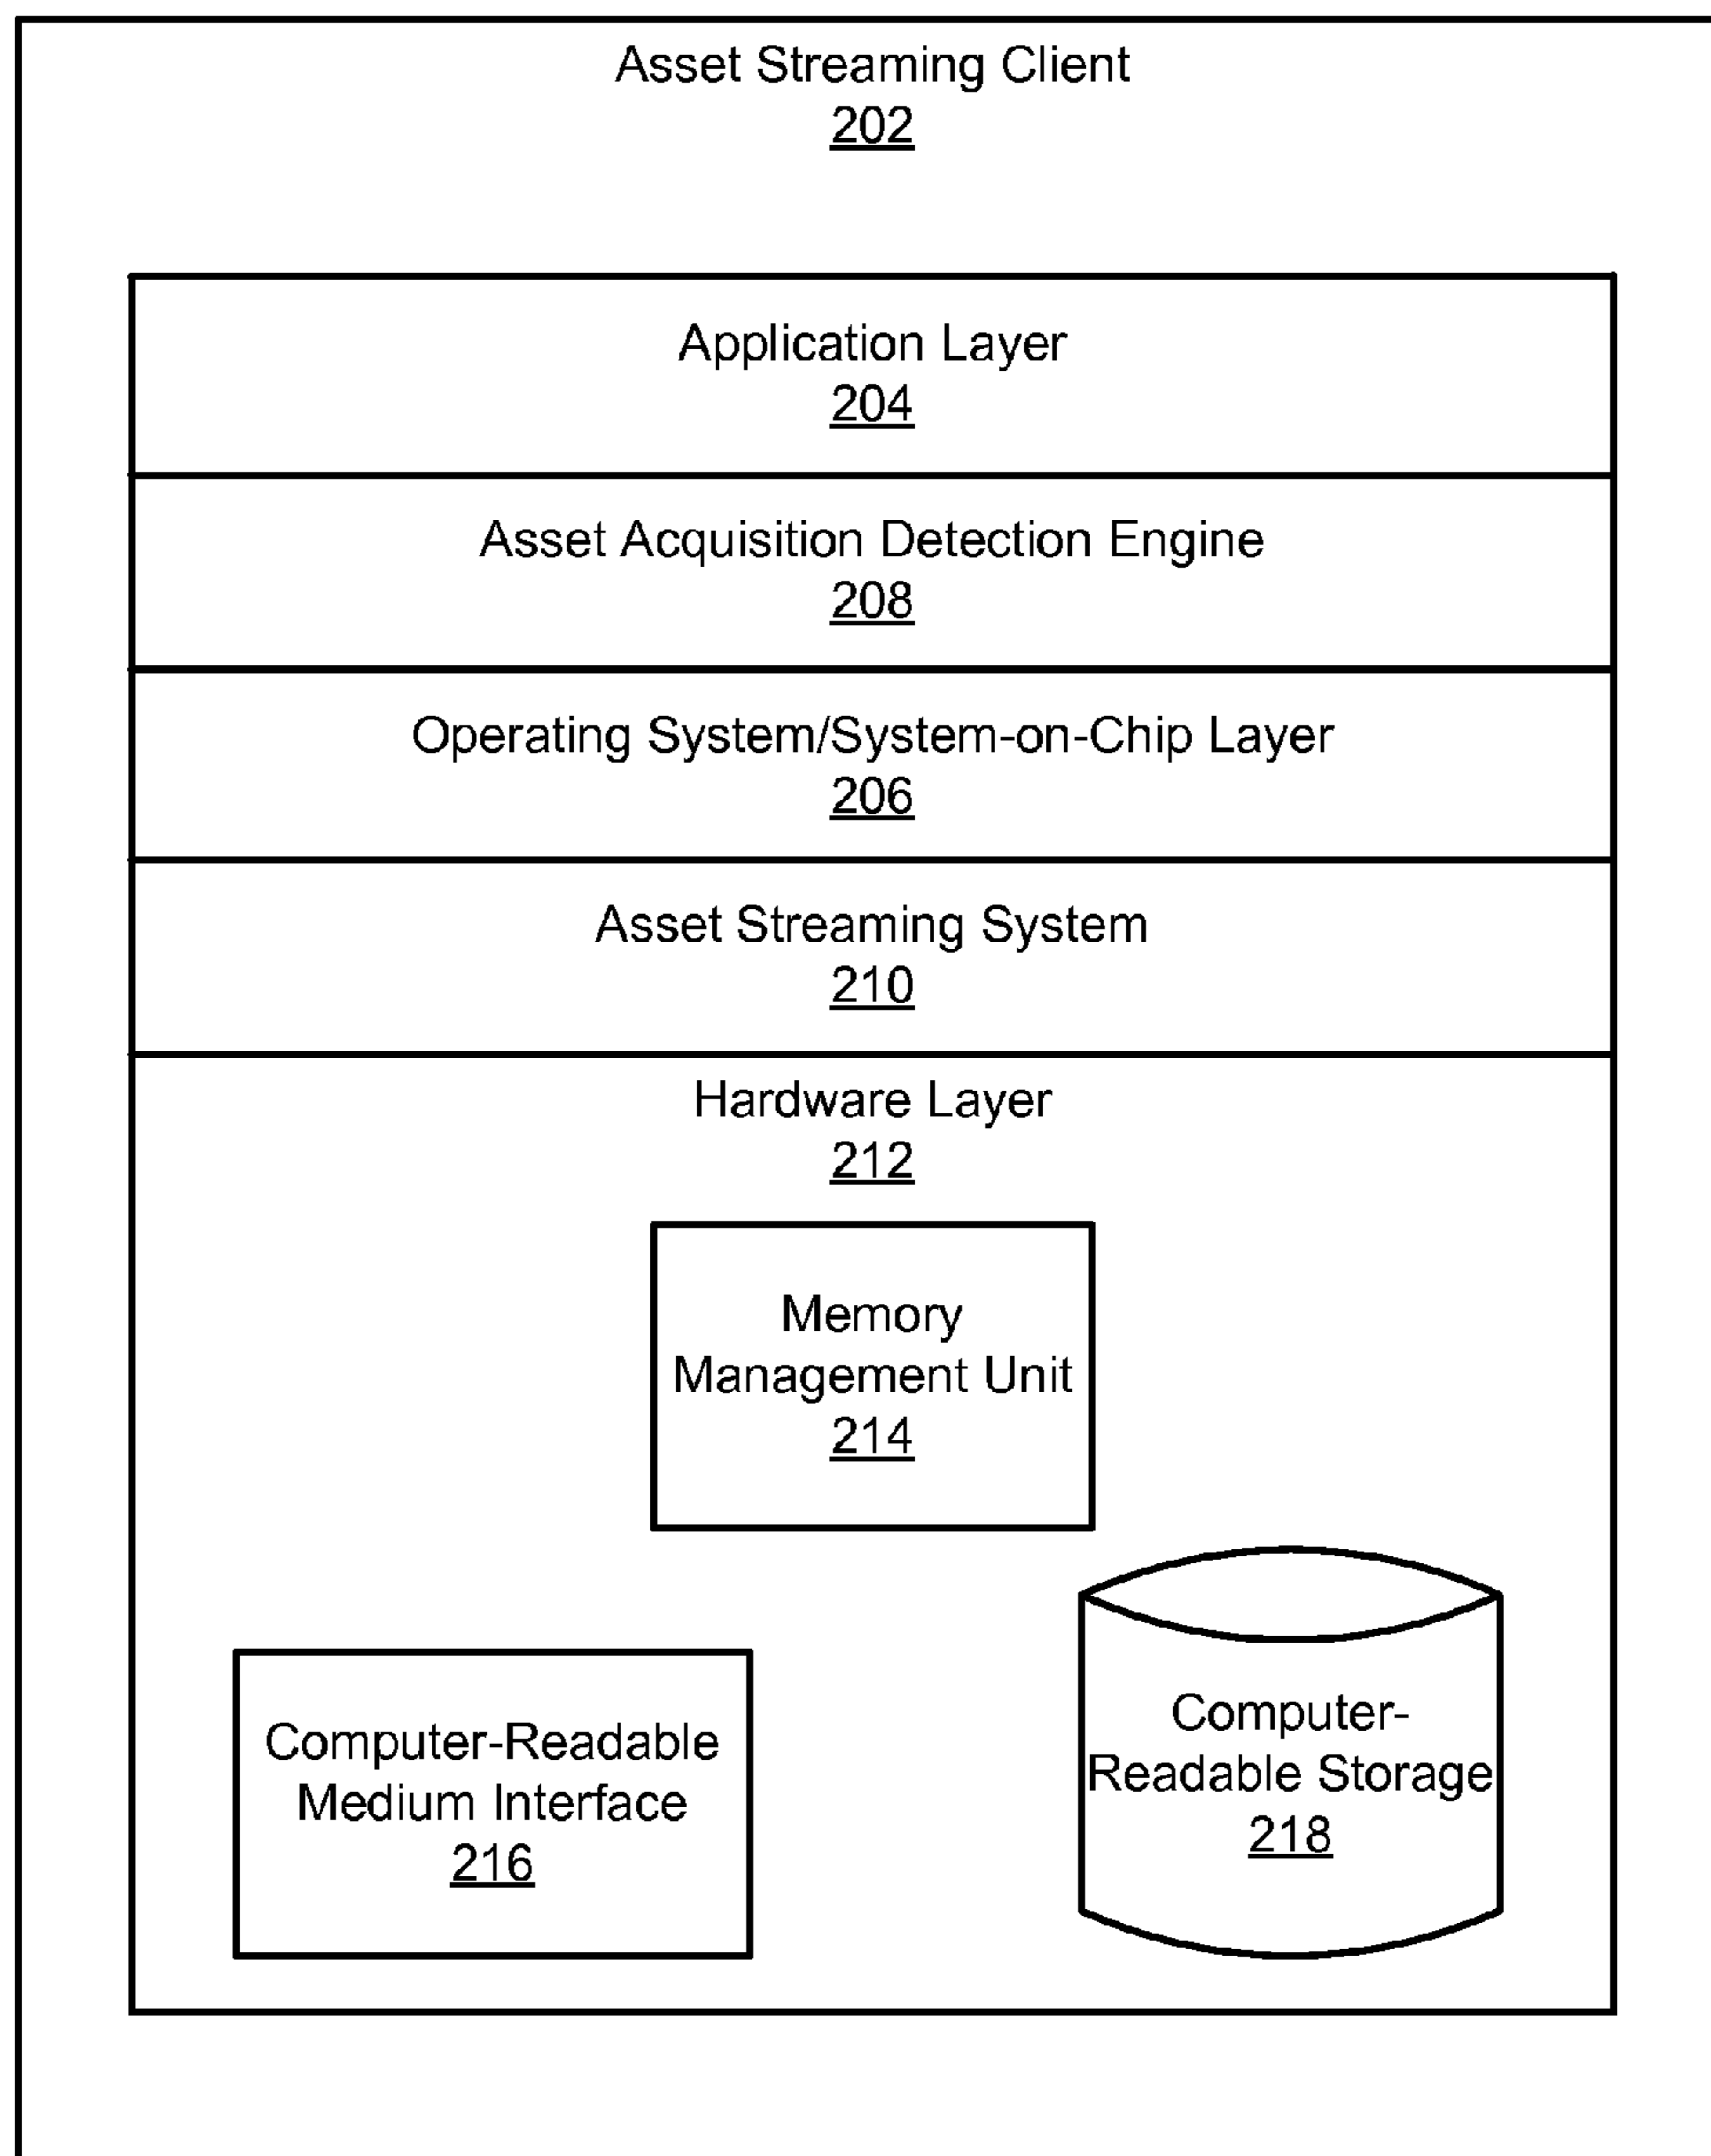 Asset Streaming Client
202
Application Layer
204
Asset Acquisition Detection Engine
208
Operating System/System-on-Chip Layer
206
Asset Streaming System
210
Hardware Layer
212
Memory
Management Unit
214
Computer-Readable
Medium Interface
216
Computer-
Readable Storage
218